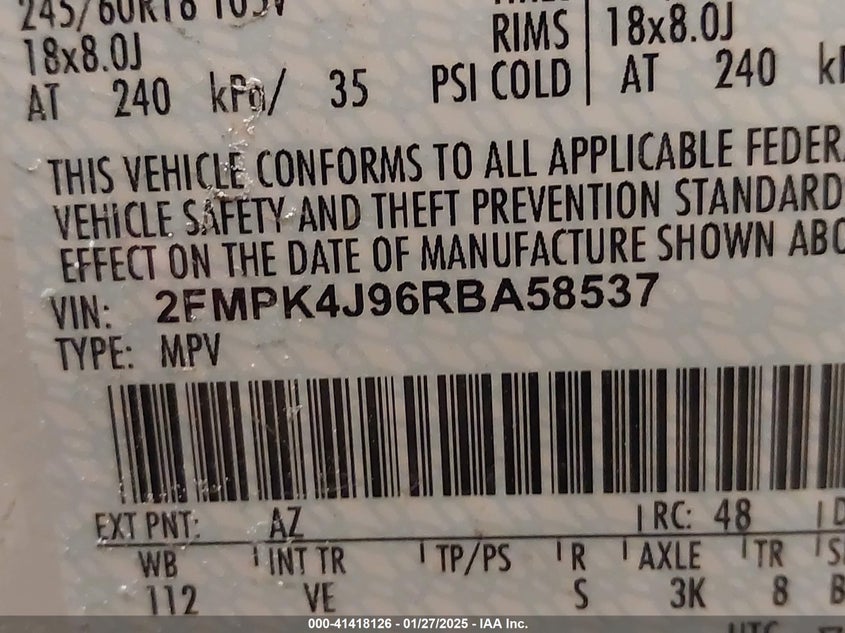 245/60R18 105V
18x8.0J
AT 240 kPa/ 35
RIMS 18x8.0J
PSI COLD AT 240
THIS VEHICLE CONFORMS TO ALL APPLICABLE FEDER
VEHICLE SAFETY AND THEFT PREVENTION STANDARD
EFFECT ON THE DATE OF MANUFACTURE SHOWN ABO
VIN: 2FMPK4J96RBA58537
TYPE: MPV
EXT PNT: AZ RC: 48
WB INT TR TP/PS R AXLE TR
112 VE S 3K 8
000-41418126 - 01/27/2025 - IAA Inc.